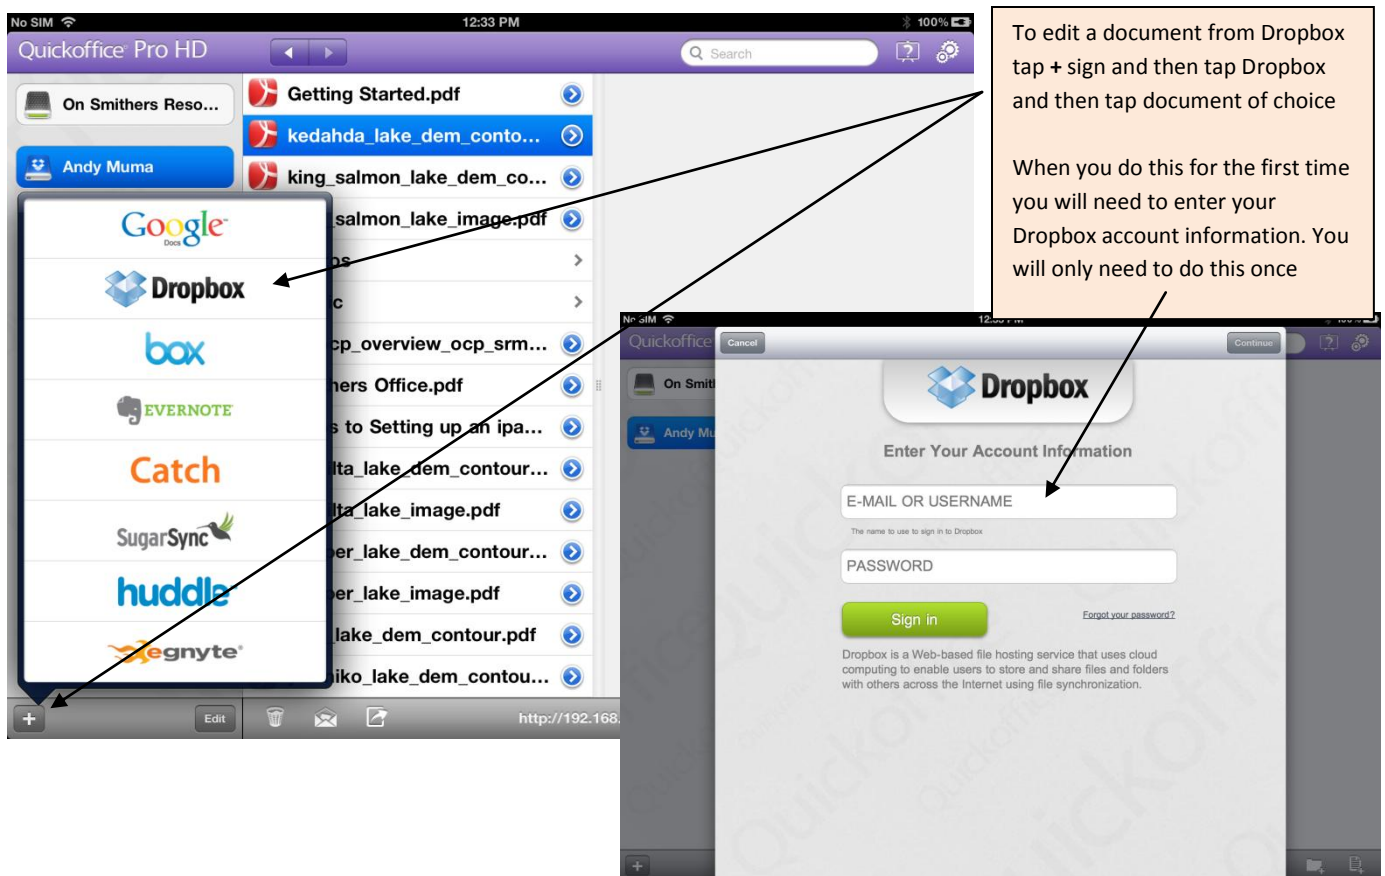 No SIM
12:33 PM
100%
Quickoffice Pro HD
Search
On Smithers Reso...
Andy Muma
Google
Docs
Dropbox
box
EVERNOTE
Catch
SugarSync
huddle
egnyte
+
Edit
Getting Started.pdf
kedahda_lake_dem_conto...
king_salmon_lake_dem_co...
_salmon_lake_image.pdf
os
c
cp_overview_ocp_srm...
hers Office.pdf
s to Setting up an ipa...
lta_lake_dem_contour...
lta_lake_image.pdf
er_lake_dem_contour...
er_lake_image.pdf
_lake_dem_contour.pdf
iko_lake_dem_contou...
http://192.168.
To edit a document from Dropbox
tap + sign and then tap Dropbox
and then tap document of choice
When you do this for the first time
you will need to enter your
Dropbox account information. You
will only need to do this once
No SIM
Quickoffice
On Smit
Andy Mu
Cancel
Continue
Dropbox
Enter Your Account Information
E-MAIL OR USERNAME
The name to use to sign in to Dropbox
PASSWORD
Sign in
Forgot your password?
Dropbox is a Web-based file hosting service that uses cloud
computing to enable users to store and share files and folders
with others across the Internet using file synchronization.
+